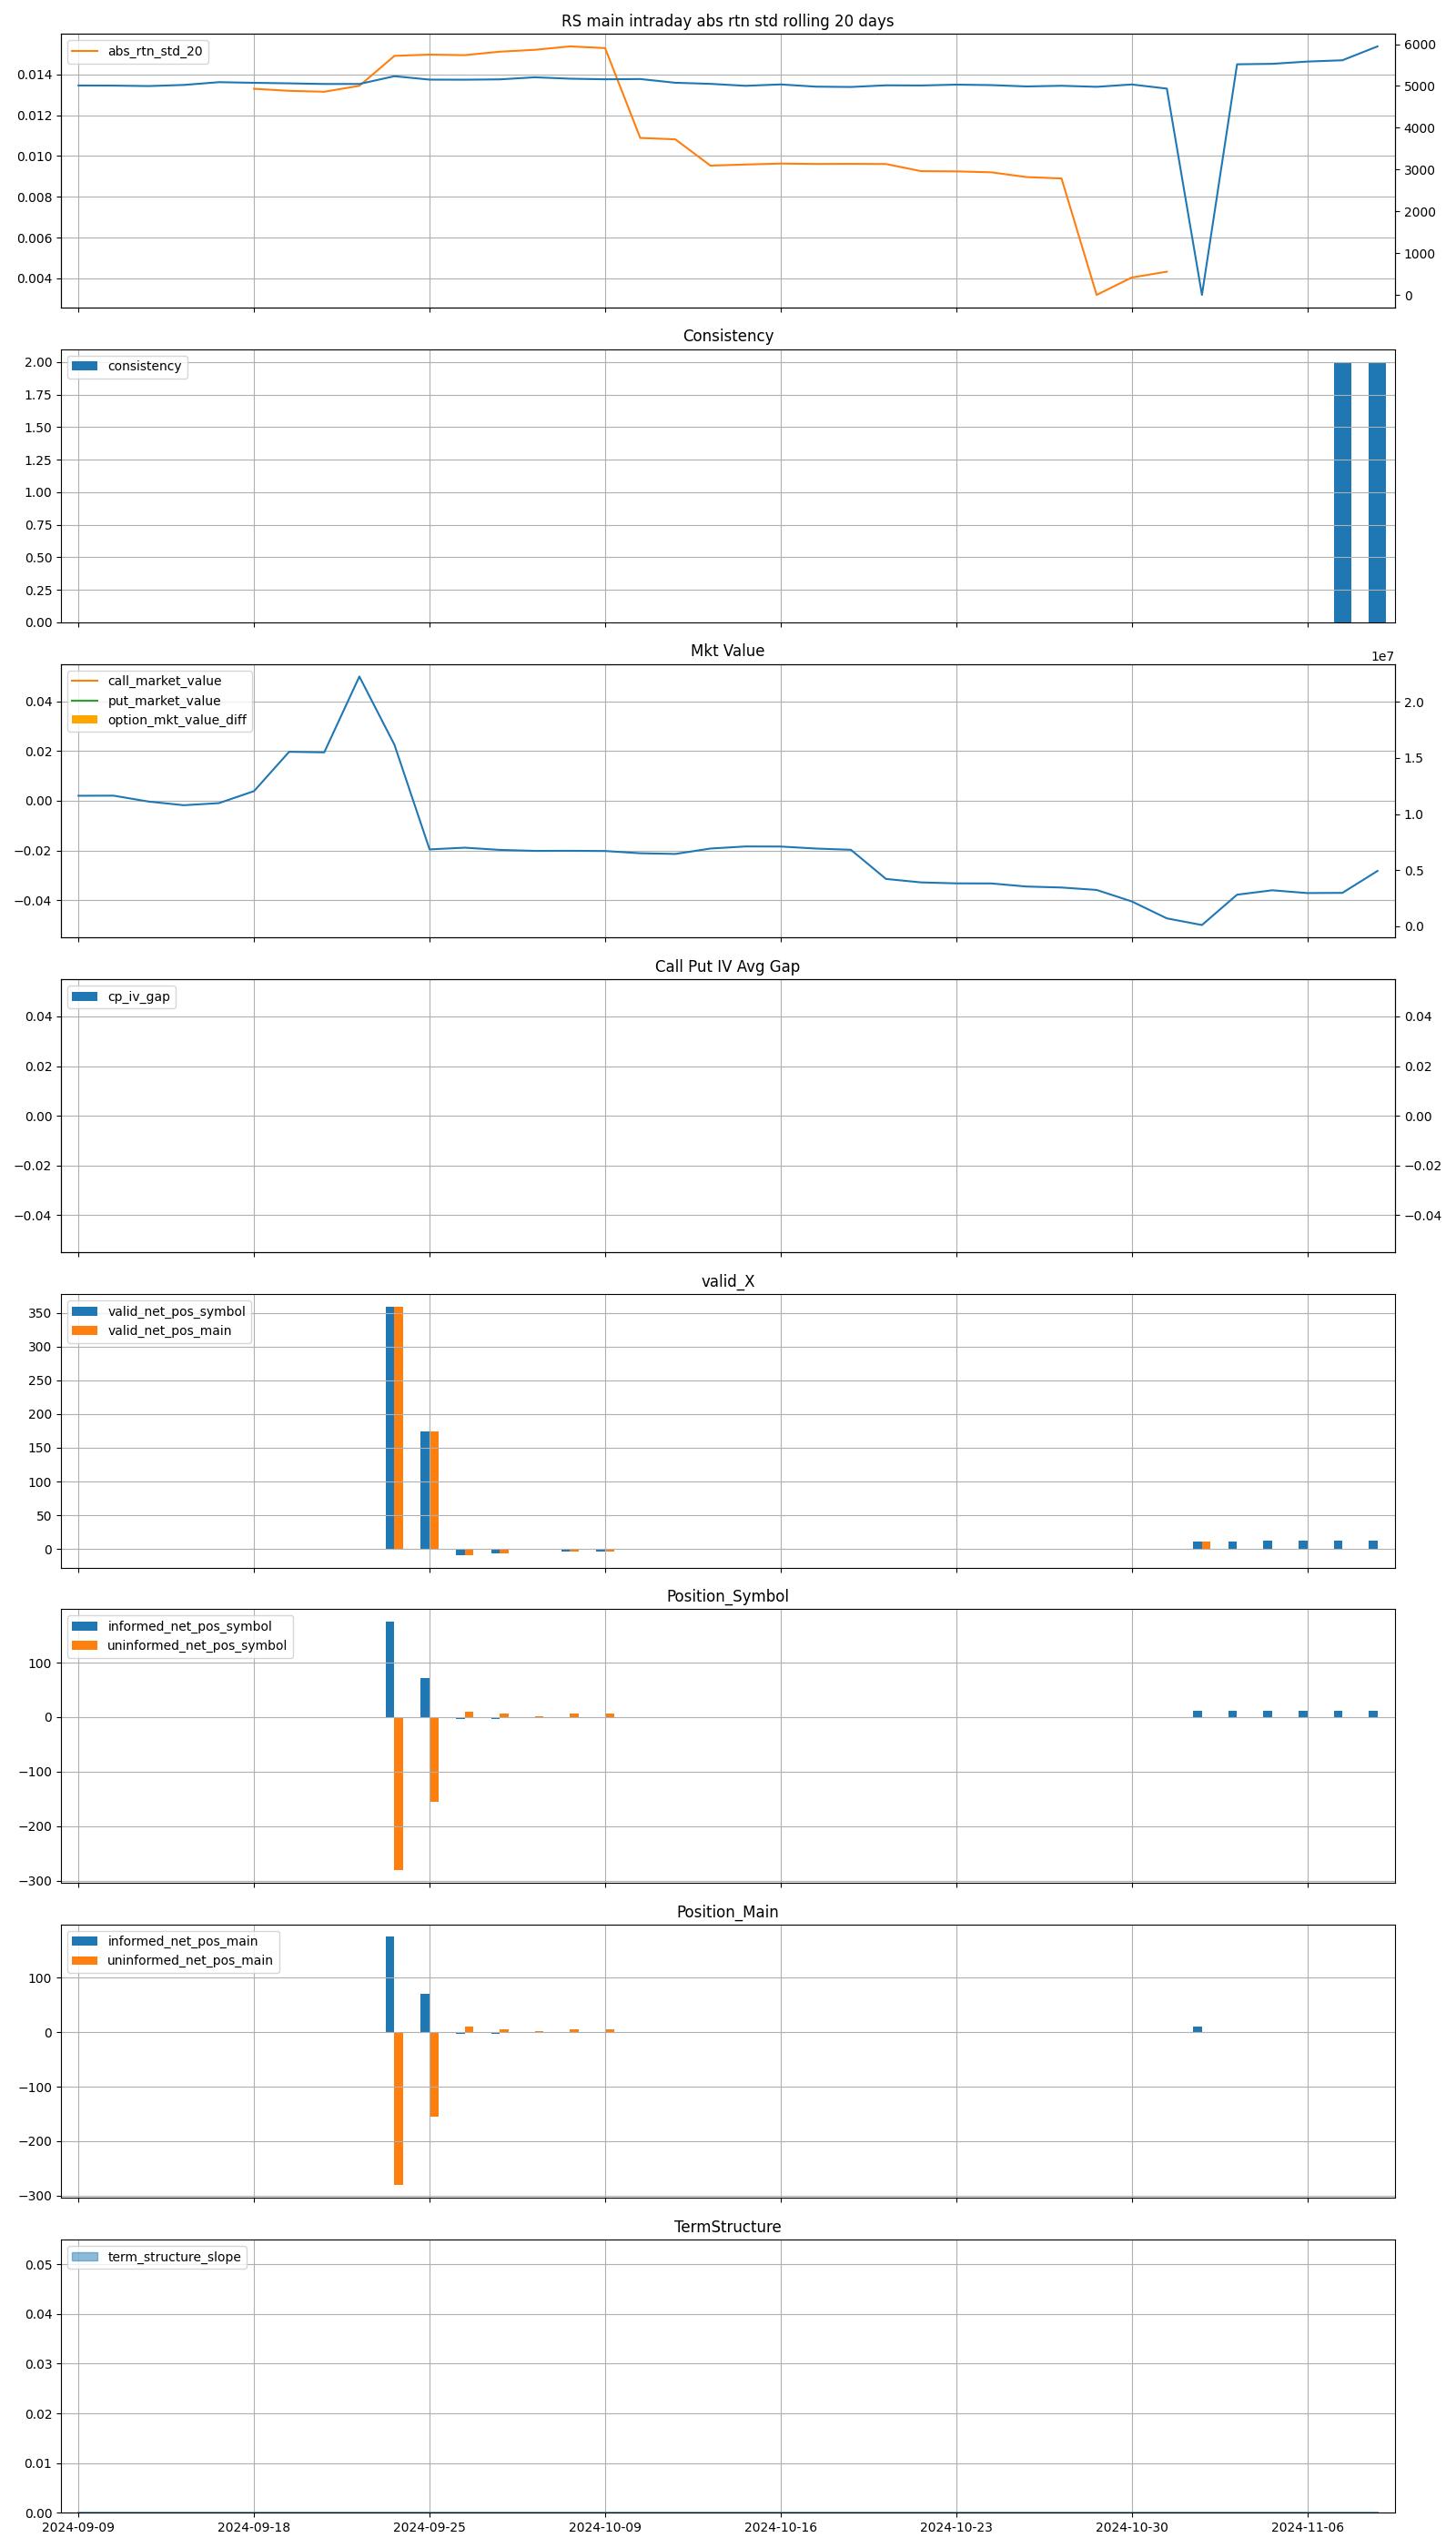 RS main intraday abs rtn std rolling 20 days
abs_rtn_std_20
0.014
0.012
0.010
0.008
0.006
0.004
6000
5000
4000
3000
2000
1000
0
Consistency
consistency
2.00
1.75
1.50
1.25
1.00
0.75
0.50
0.25
0.00
Mkt Value
1e7
call_market_value
put_market_value
option_mkt_value_diff
0.04
0.02
0.00
−0.02
−0.04
2.0
1.5
1.0
0.5
0.0
Call Put IV Avg Gap
cp_iv_gap
0.04
0.02
0.00
−0.02
−0.04
0.04
0.02
0.00
−0.02
−0.04
valid_X
valid_net_pos_symbol
valid_net_pos_main
350
300
250
200
150
100
50
0
Position_Symbol
informed_net_pos_symbol
uninformed_net_pos_symbol
100
0
−100
−200
−300
Position_Main
informed_net_pos_main
uninformed_net_pos_main
100
0
−100
−200
−300
TermStructure
term_structure_slope
0.05
0.04
0.03
0.02
0.01
0.00
2024-09-09 2024-09-18 2024-09-25 2024-10-09 2024-10-16 2024-10-23 2024-10-30 2024-11-06